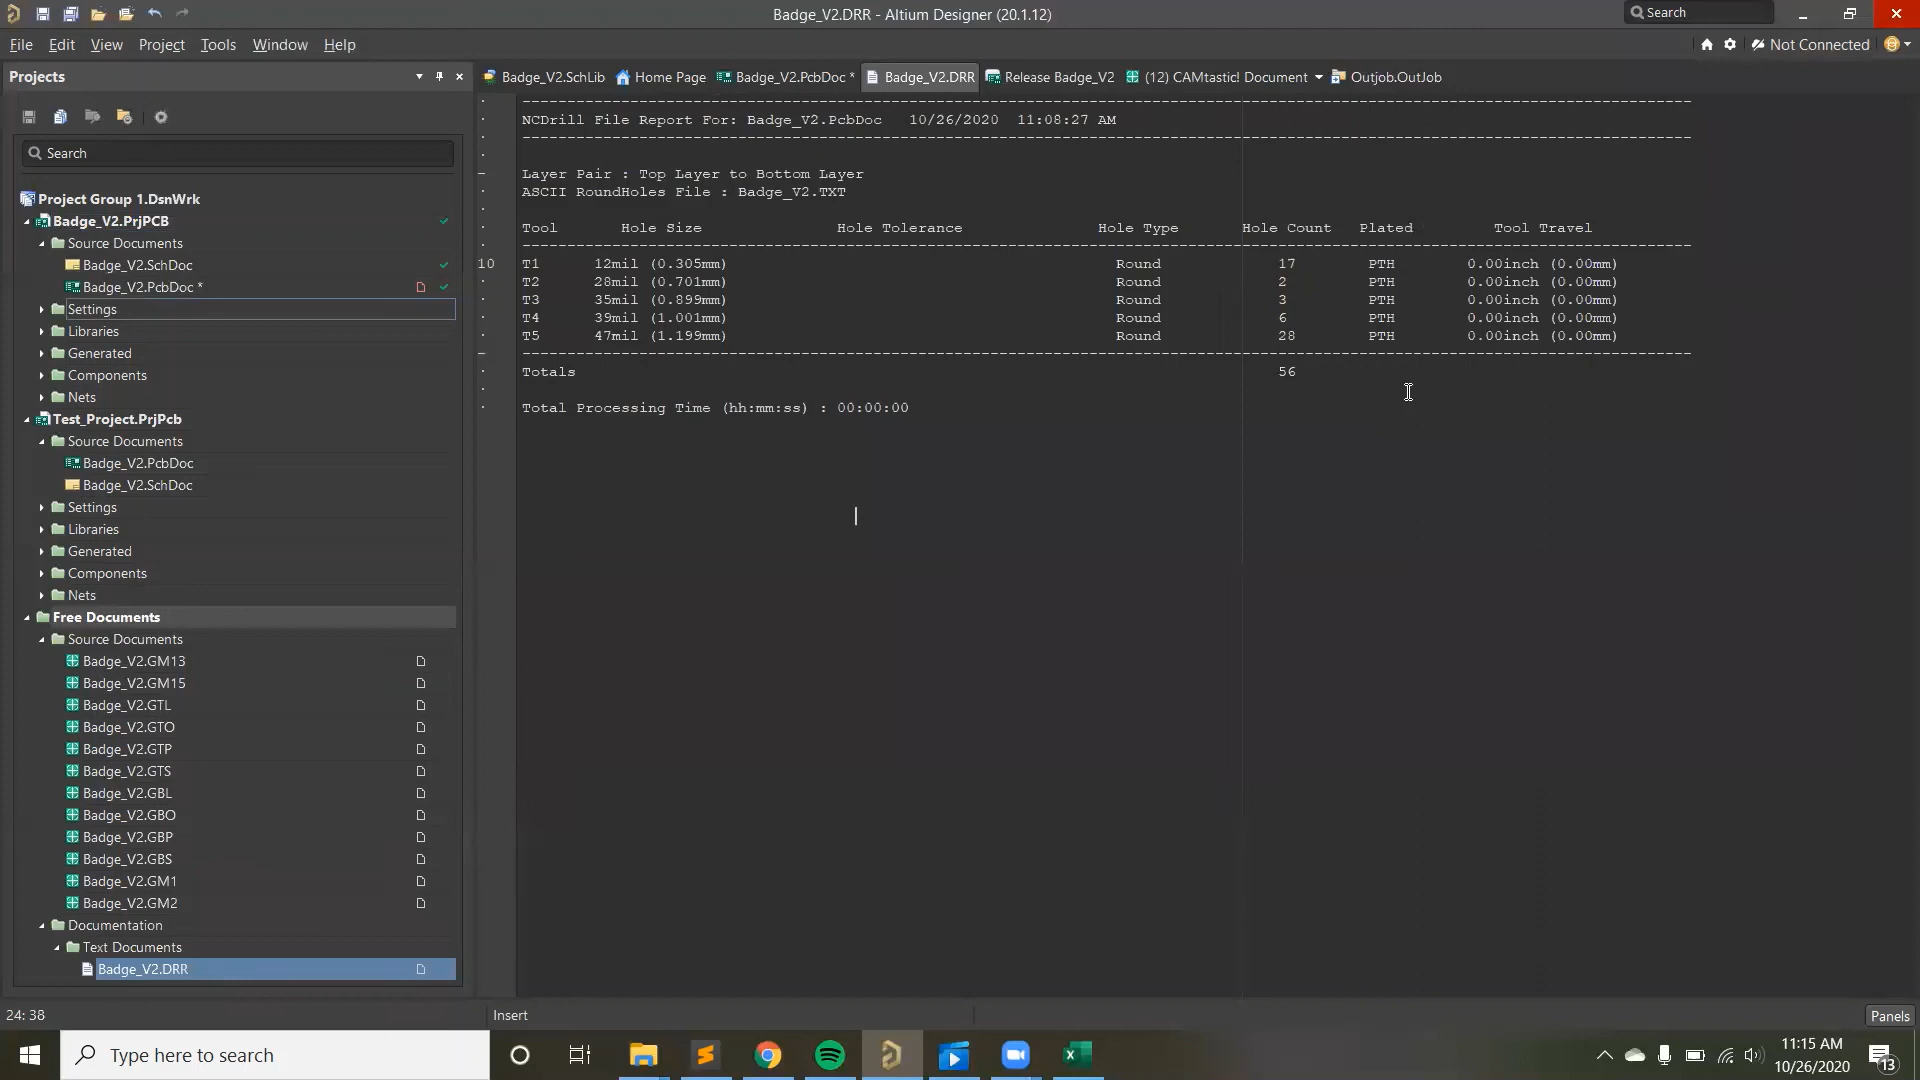 Badge_V2.DRR - Altium Designer (20.1.12)
Search
File Edit View Project Tools Window Help
Not Connected
Projects
Badge_V2.SchLib Home Page Badge_V2.PcbDoc * Badge_V2.DRR Release Badge_V2 (12) CAMtastic! Document Outjob.OutJob
Search
Project Group 1.DsnWrk
Badge_V2.PrjPCB
Source Documents
Badge_V2.SchDoc
Badge_V2.PcbDoc *
Settings
Libraries
Generated
Components
Nets
Test_Project.PrjPcb
Source Documents
Badge_V2.PcbDoc
Badge_V2.SchDoc
Settings
Libraries
Generated
Components
Nets
Free Documents
Source Documents
Badge_V2.GM13
Badge_V2.GM15
Badge_V2.GTL
Badge_V2.GTO
Badge_V2.GTP
Badge_V2.GTS
Badge_V2.GBL
Badge_V2.GBO
Badge_V2.GBP
Badge_V2.GBS
Badge_V2.GM1
Badge_V2.GM2
Documentation
Text Documents
Badge_V2.DRR
---------------------------------------------------------------------------
NCDrill File Report For: Badge_V2.PcbDoc 10/26/2020 11:08:27 AM
---------------------------------------------------------------------------
Layer Pair : Top Layer to Bottom Layer
ASCII RoundHoles File : Badge_V2.TXT
Tool Hole Size Hole Tolerance Hole Type Hole Count Plated Tool Travel
---------------------------------------------------------------------------
10 T1 12mil (0.305mm) Round 17 PTH 0.00inch (0.00mm)
T2 28mil (0.701mm) Round 2 PTH 0.00inch (0.00mm)
T3 35mil (0.899mm) Round 3 PTH 0.00inch (0.00mm)
T4 39mil (1.001mm) Round 6 PTH 0.00inch (0.00mm)
T5 47mil (1.199mm) Round 28 PTH 0.00inch (0.00mm)
---------------------------------------------------------------------------
Totals 56
Total Processing Time (hh:mm:ss) : 00:00:00
24: 38 Insert
Panels
Type here to search
11:15 AM
10/26/2020
13